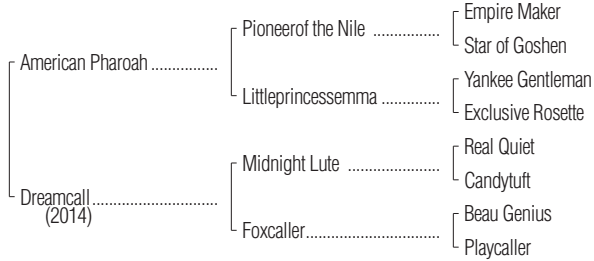 Empire Maker
Pioneerof the Nile ................
Star of Goshen
American Pharoah ................
Yankee Gentleman
Littleprincessemma ..............
Exclusive Rosette
Real Quiet
Midnight Lute ......................
Candytuft
Dreamcall..............................
(2014)
Beau Genius
Foxcaller................................
Playcaller